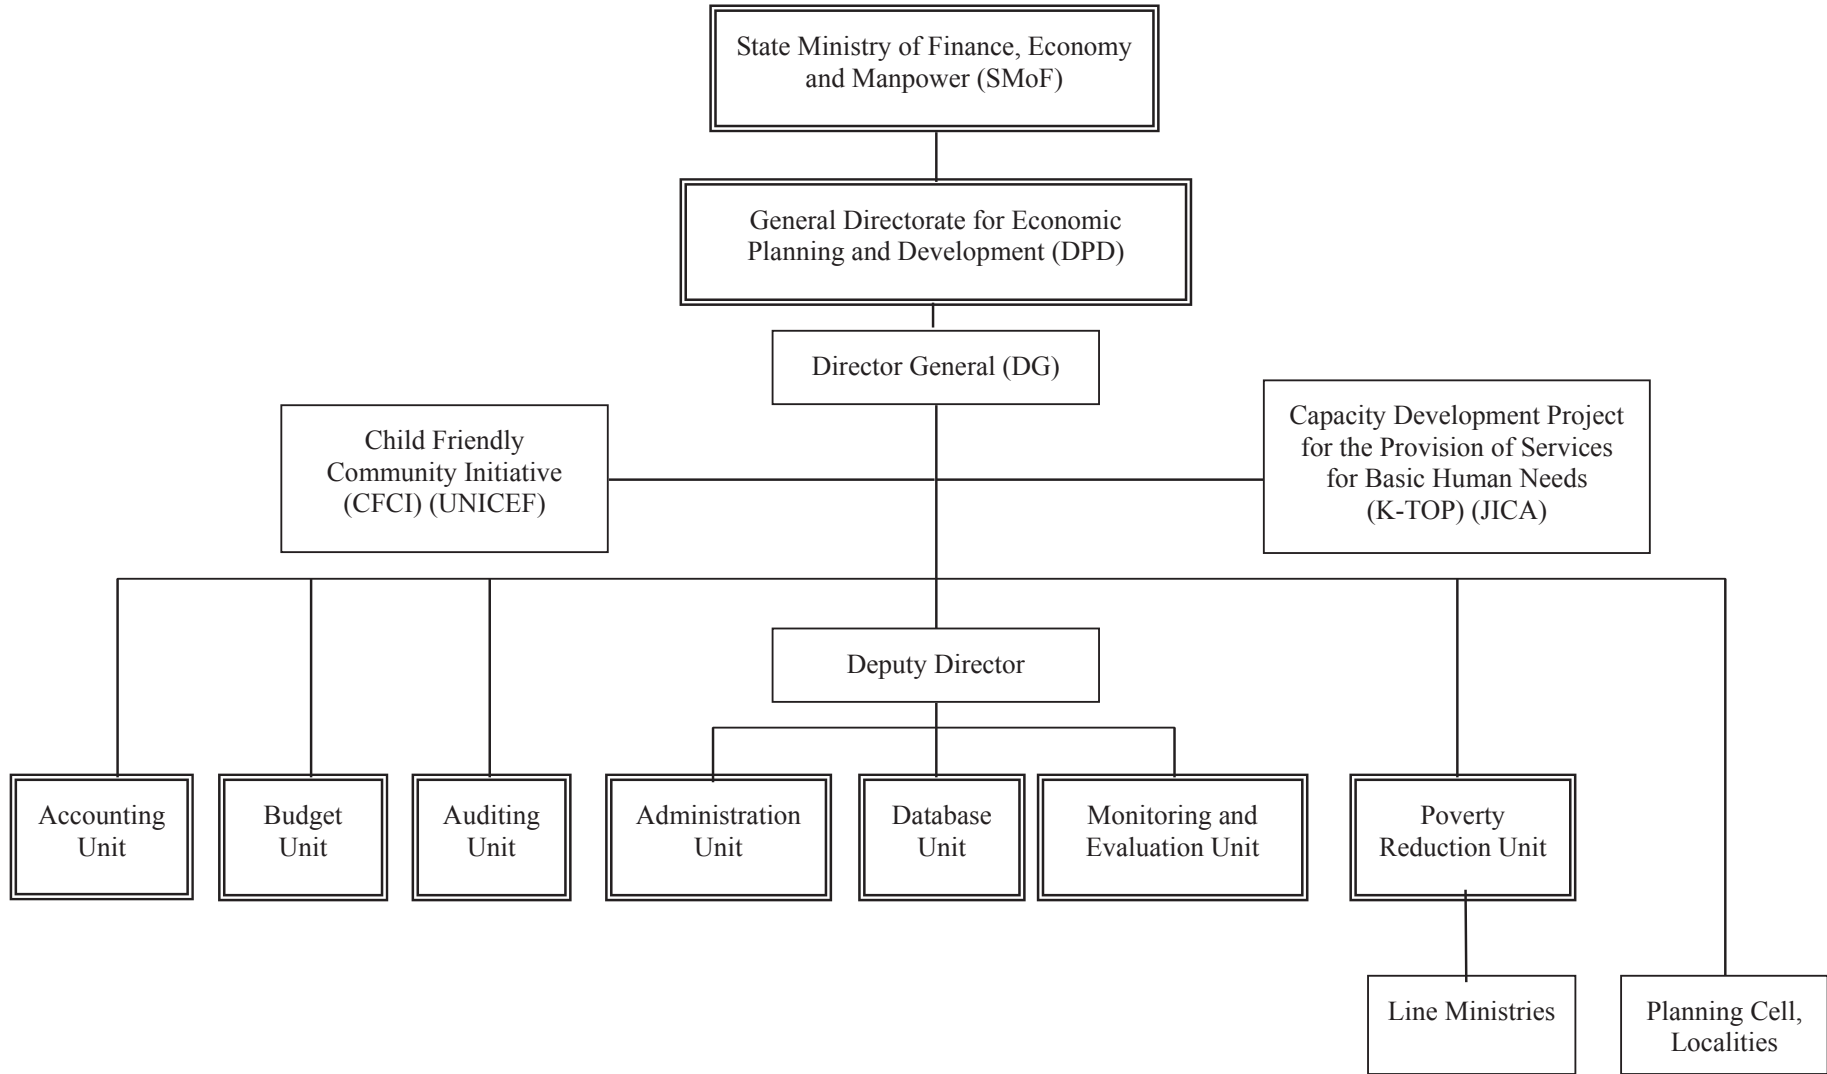 State Ministry of Finance, Economy
and Manpower (SMoF)
General Directorate for Economic
Planning and Development (DPD)
Director General (DG)
Child Friendly
Community Initiative
(CFCI) (UNICEF)
Capacity Development Project
for the Provision of Services
for Basic Human Needs
(K-TOP) (JICA)
Deputy Director
Accounting
Unit
Budget
Unit
Auditing
Unit
Administration
Unit
Database
Unit
Monitoring and
Evaluation Unit
Poverty
Reduction Unit
Line Ministries
Planning Cell,
Localities